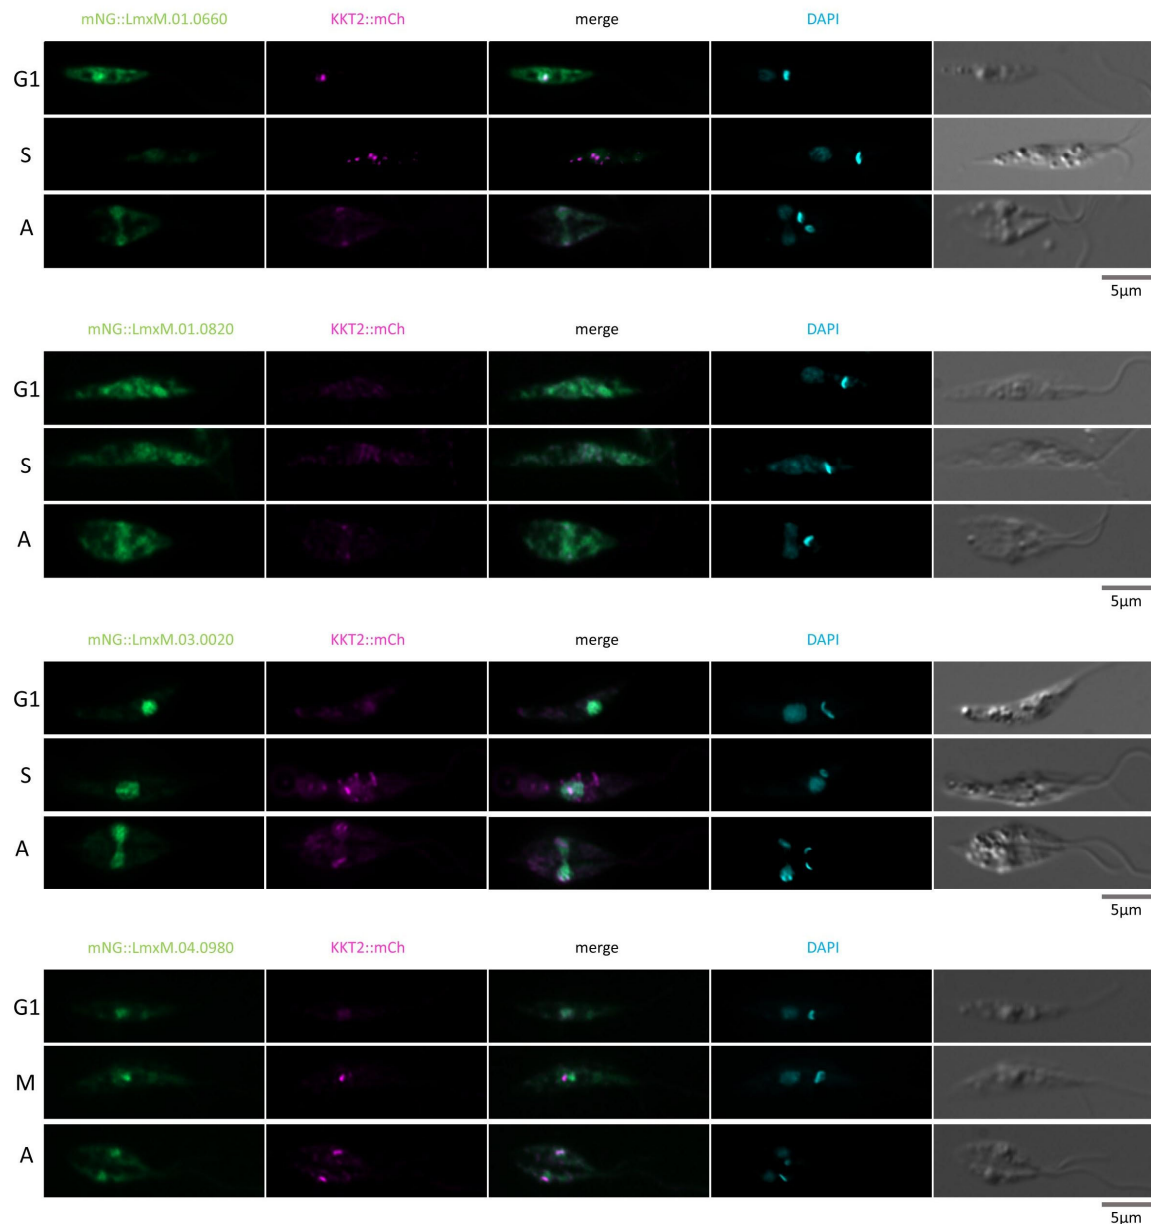 mNG::LmxM.01.0660 KKT2::mCh merge DAPI
G1
S
A
5µm
mNG::LmxM.01.0820 KKT2::mCh merge DAPI
G1
S
A
5µm
mNG::LmxM.03.0020 KKT2::mCh merge DAPI
G1
S
A
5µm
mNG::LmxM.04.0980 KKT2::mCh merge DAPI
G1
M
A
5µm